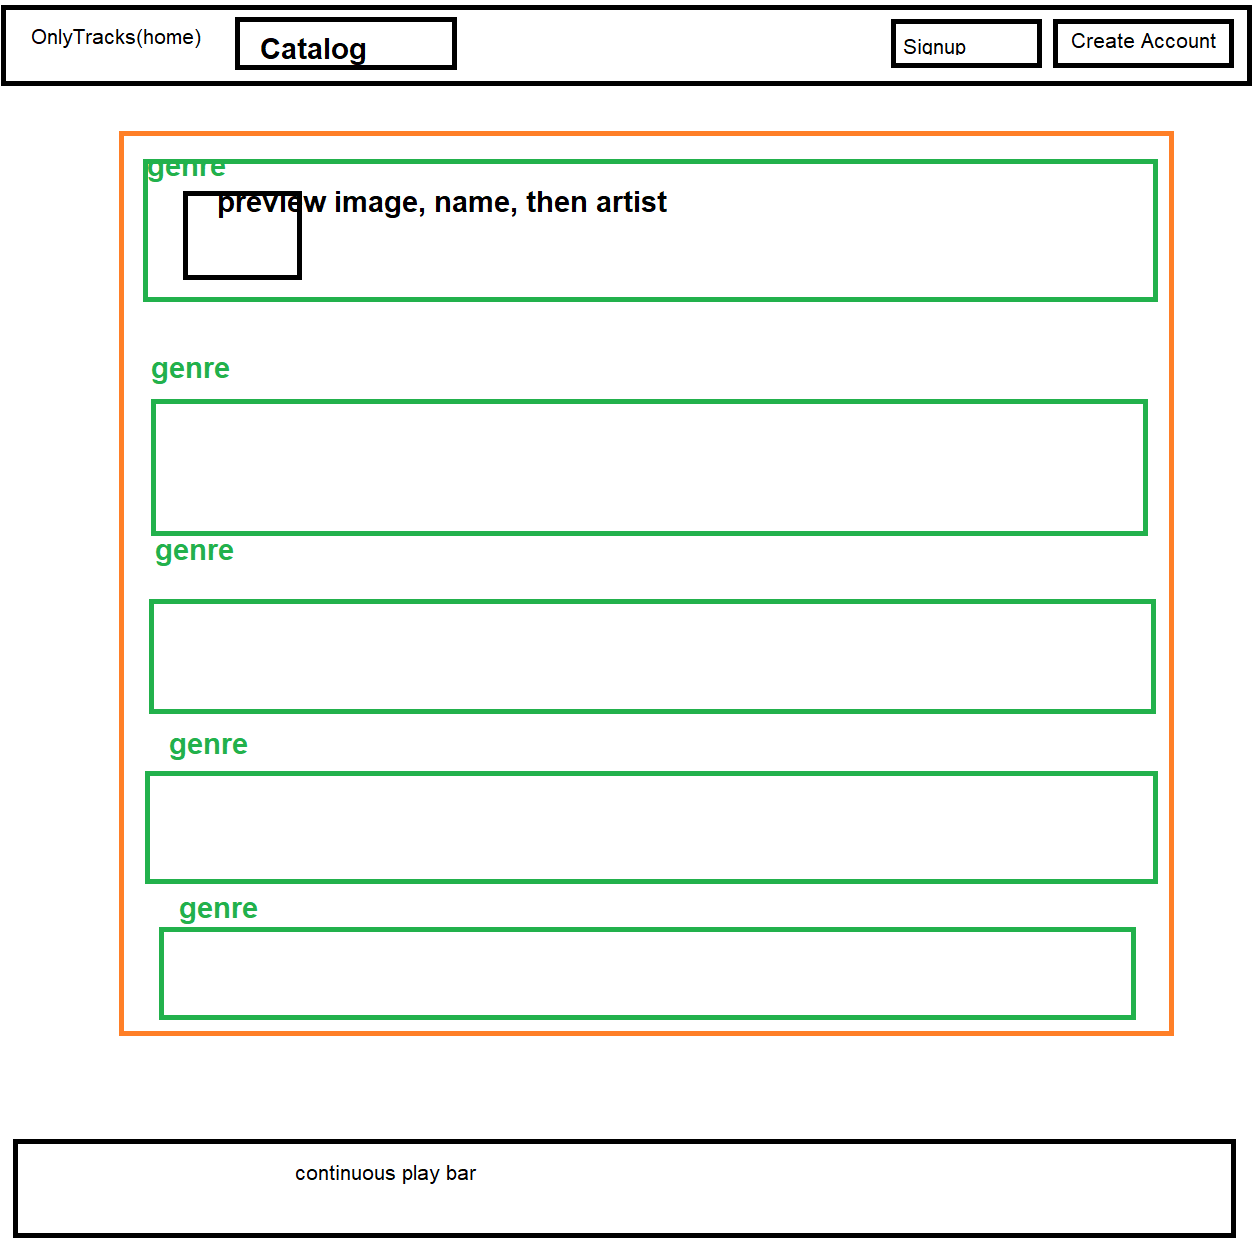 OnlyTracks(home)
Catalog
Signup
Create Account
genre
preview image, name, then artist
genre
genre
genre
genre
continuous play bar